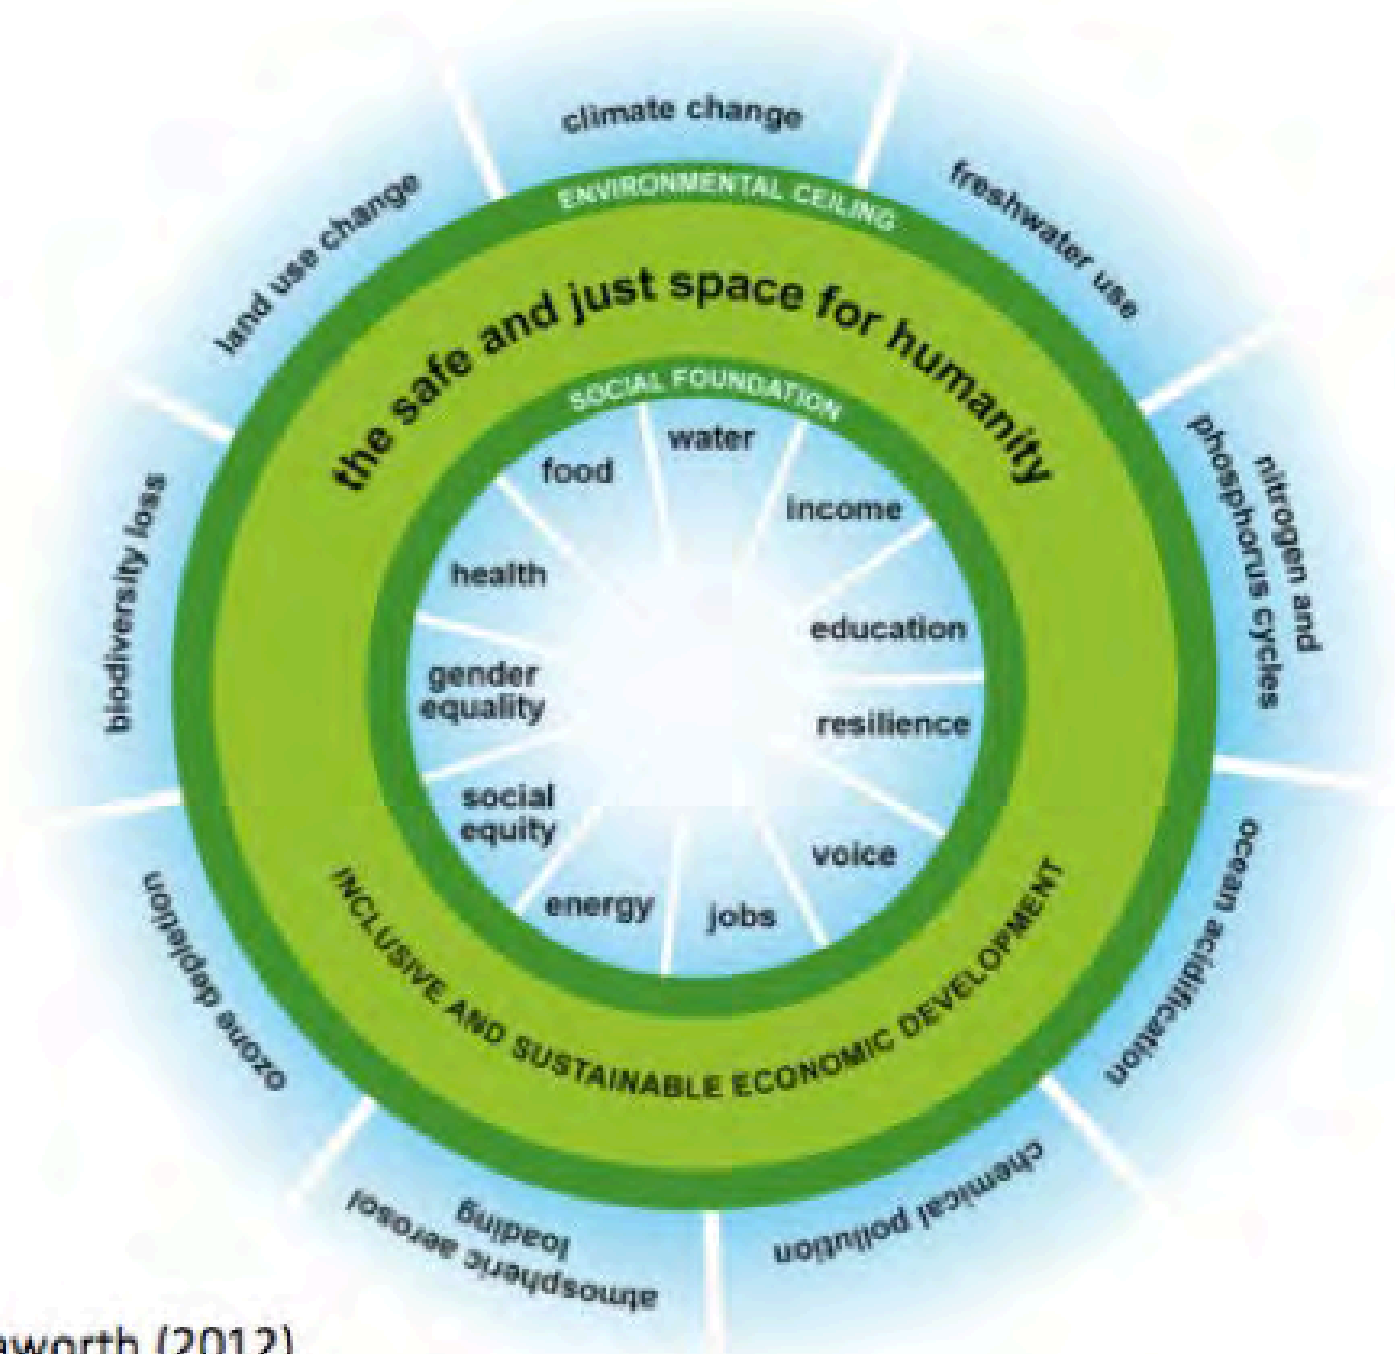 climate change
freshwater use
nitrogen and
phosphorus cycles
ocean acidification
chemical pollution
atmospheric aerosol
loading
ozone depletion
biodiversity loss
land use change
ENVIRONMENTAL CEILING
the safe and just space for humanity
SOCIAL FOUNDATION
water
income
education
resilience
voice
jobs
energy
social
equity
gender
equality
health
food
INCLUSIVE AND SUSTAINABLE ECONOMIC DEVELOPMENT
aworth (2012)